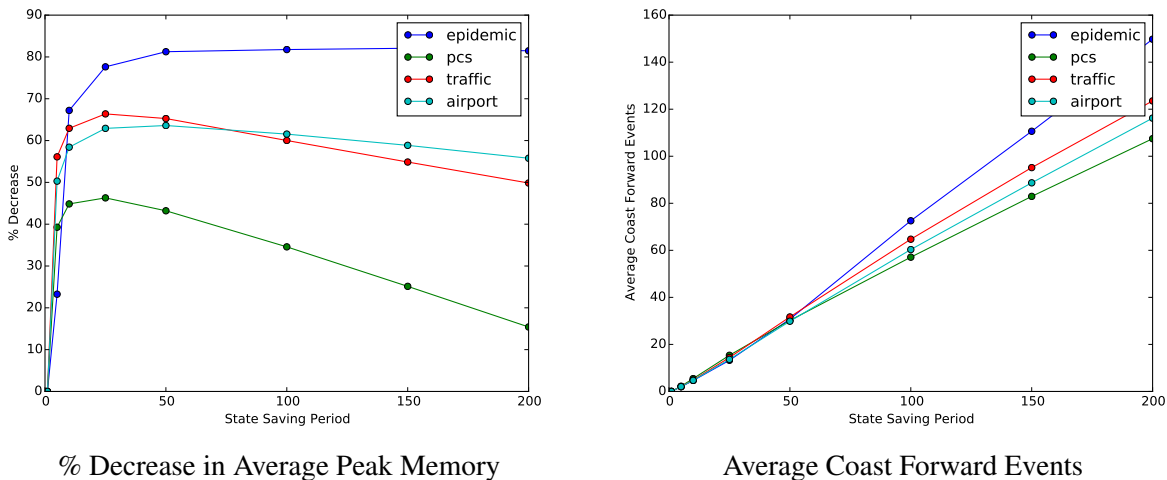 90
80
70
60
50
40
30
20
10
0
% Decrease
0 50 100 150 200
State Saving Period
epidemic
pcs
traffic
airport
% Decrease in Average Peak Memory
160
140
120
100
80
60
40
20
0
Average Coast Forward Events
0 50 100 150 200
State Saving Period
epidemic
pcs
traffic
airport
Average Coast Forward Events